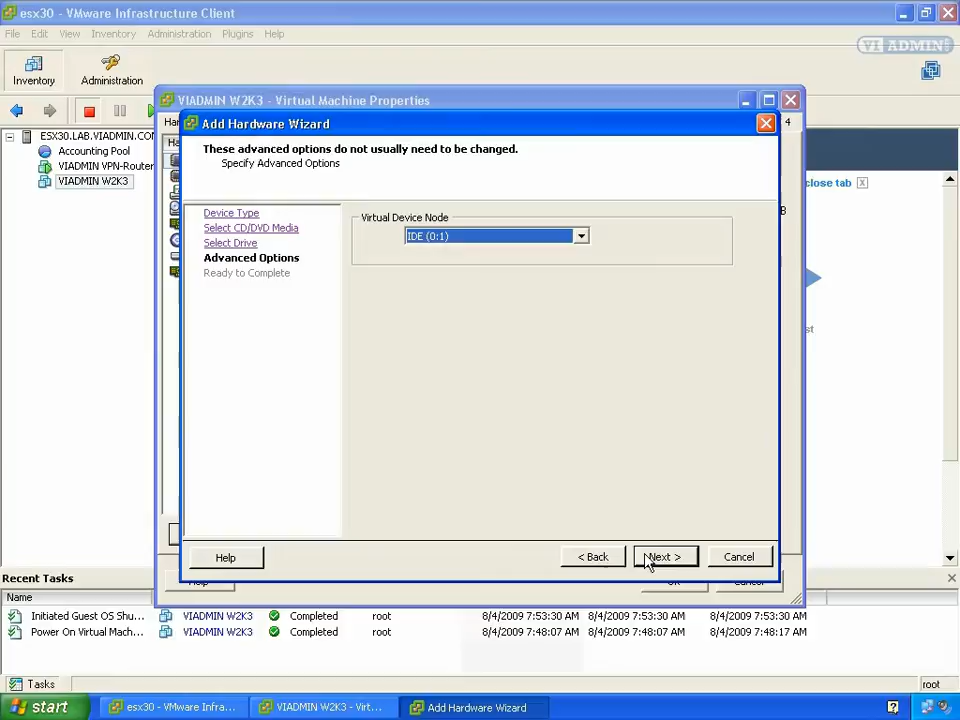 esx30 - VMware Infrastructure Client
File Edit View Inventory Administration Plugins Help
VI ADMIN
Inventory Administration
VIADMIN W2K3 - Virtual Machine Properties
Add Hardware Wizard
These advanced options do not usually need to be changed.
Specify Advanced Options
ESX30.LAB.VIADMIN.CON
Accounting Pool
VIADMIN VPN-Router
VIADMIN W2K3
close tab
Device Type
Select CD/DVD Media
Select Drive
Advanced Options
Ready to Complete
Virtual Device Node
IDE (0:1)
Help < Back Next > Cancel
Recent Tasks
Name
Initiated Guest OS Shu... VIADMIN W2K3 Completed root 8/4/2009 7:53:30 AM 8/4/2009 7:53:30 AM 8/4/2009 7:53:30 AM
Power On Virtual Mach... VIADMIN W2K3 Completed root 8/4/2009 7:48:07 AM 8/4/2009 7:48:07 AM 8/4/2009 7:48:17 AM
Tasks root
start esx30 - VMware Infra... VIADMIN W2K3 - Virt... Add Hardware Wizard